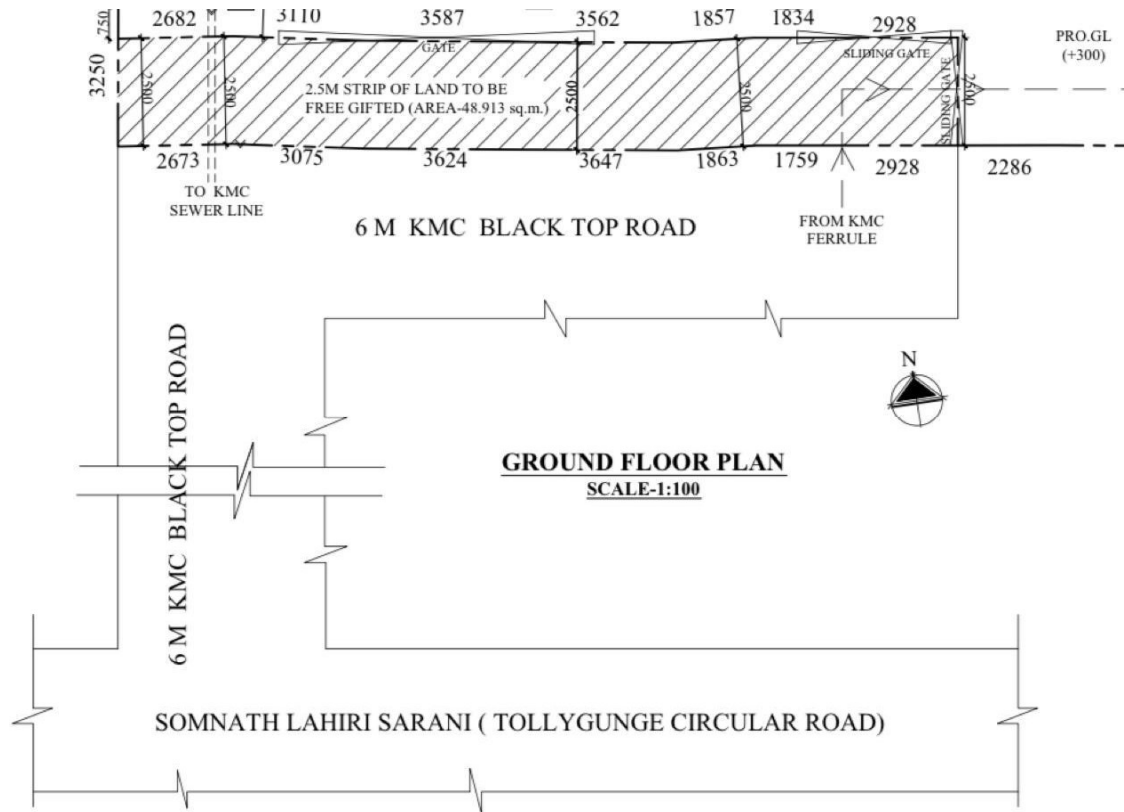 750
2682
3110
3587
3562
1857
1834
2928
PRO.GL
(+300)
GATE
SLIDING GATE
3250
2500
2500
2.5M STRIP OF LAND TO BE
FREE GIFTED (AREA-48.913 sq.m.)
2500
2500
SLIDING GATE
2500
2673
3075
3624
3647
1863
1759
2928
2286
TO KMC
SEWER LINE
6 M KMC BLACK TOP ROAD
FROM KMC
FERRULE
N
6 M KMC BLACK TOP ROAD
GROUND FLOOR PLAN
SCALE-1:100
SOMNATH LAHIRI SARANI ( TOLLYGUNGE CIRCULAR ROAD)